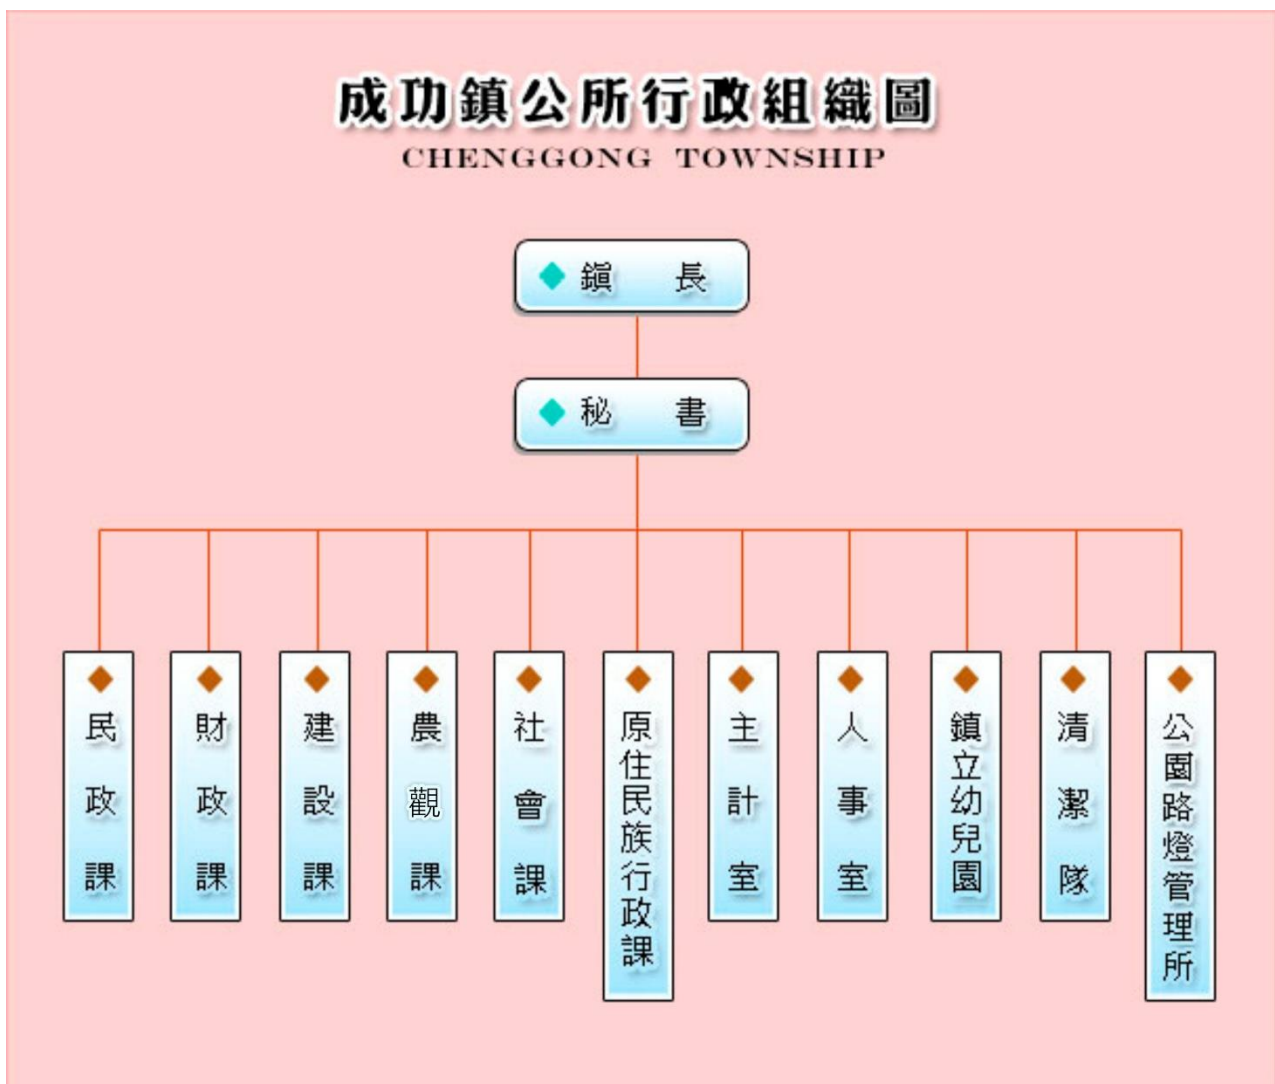 成功鎮公所行政組織圖
CHENGGONG TOWNSHIP
鎮長
秘書
民政課
財政課
建設課
農觀課
社會課
原住民族行政課
主計室
人事室
鎮立幼兒園
清潔隊
公園路燈管理所